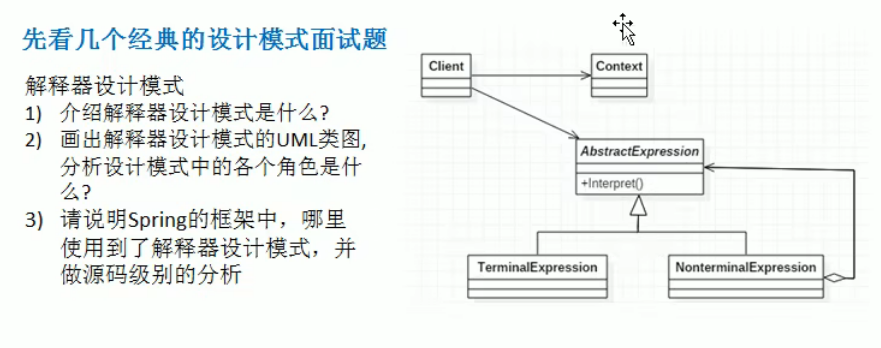 先看几个经典的设计模式面试题
解释器设计模式
1) 介绍解释器设计模式是什么?
2) 画出解释器设计模式的UML类图,
分析设计模式中的各个角色是什
么?
3) 请说明Spring的框架中，哪里
使用到了解释器设计模式，并
做源码级别的分析
Client
Context
AbstractExpression
+Interpret()
TerminalExpression
NonterminalExpression